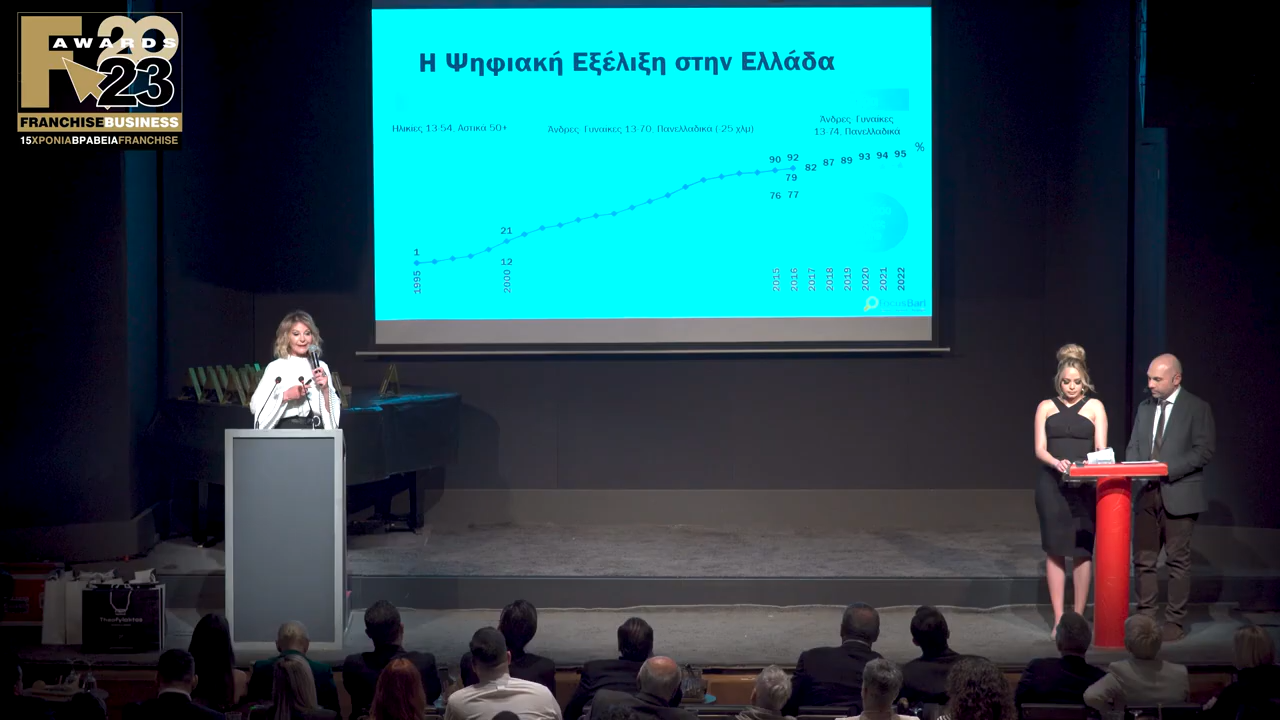 AWARDS
F 2023
FRANCHISEBUSINESS
15ΧΡΟΝΙΑΒΡΑΒΕΙΑFRANCHISE
Η Ψηφιακή Εξέλιξη στην Ελλάδα
Ηλικίες 13-54, Αστικά 50+
Άνδρες Γυναίκες 13-70, Πανελλαδικά (-25 χλμ)
Άνδρες Γυναίκες
13-74, Πανελλαδικά
%
90 92 82 87 89 93 94 95
79
76 77
21
1
12
1995 2000 2015 2016 2017 2018 2019 2020 2021 2022
FocusBari